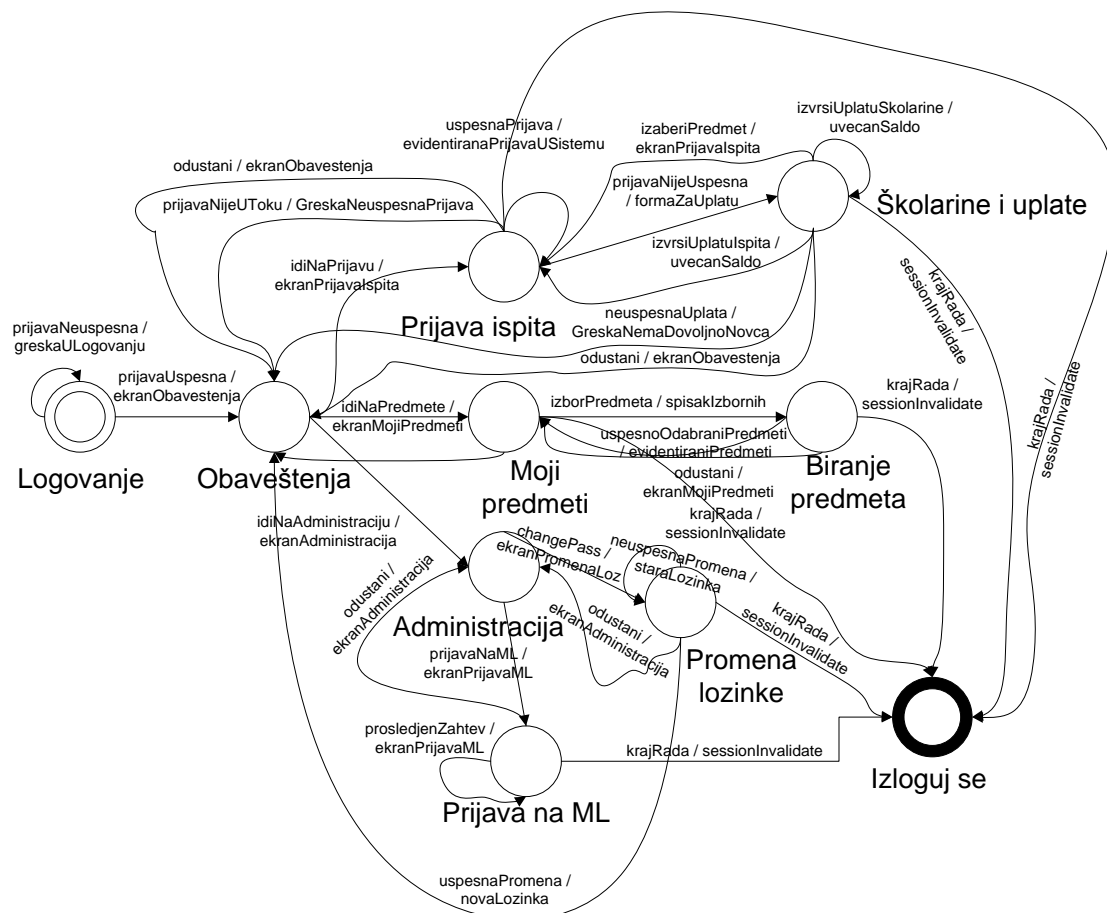 uspesnaPrijava /
evidentiranaPrijavaUSistemu
izaberiPredmet /
ekranPrijavaIspita
izvrsiUplatuSkolarine /
uvecanSaldo
odustani / ekranObavestenja
prijavaNijeUToku / GreskaNeuspesnaPrijava
prijavaNijeUspesna
/ formaZaUplatu
Školarine i uplate
idiNaPrijavu /
ekranPrijavaIspita
izvrsiUplatuIspita /
uvecanSaldo
krajRada /
sessionInvalidate
Prijava ispita
neuspesnaUplata /
GreskaNemaDovoljnoNovca
odustani / ekranObavestenja
prijavaNeuspesna /
greskaULogovanju
prijavaUspesna /
ekranObavestenja
idiNaPredmete /
ekranMojiPredmeti
izborPredmeta / spisakIzbornih
krajRada /
sessionInvalidate
krajRada /
sessionInvalidate
uspesnoOdabraniPredmeti
/ evidentiraniPredmeti
Logovanje
Obaveštenja
Moji
predmeti
Biranje
predmeta
odustani /
ekranMojiPredmeti
krajRada /
sessionInvalidate
idiNaAdministraciju /
ekranAdministracija
changePass /
ekranPromenaLoz
neuspesnaPromena /
staraLozinka
odustani /
ekranAdministracija
Administracija
odustani /
ekranAdministracija
krajRada /
sessionInvalidate
prijavaNaML /
ekranPrijavaML
Promena
lozinke
prosledjenZahtev /
ekranPrijavaML
krajRada / sessionInvalidate
Prijava na ML
Izloguj se
uspesnaPromena /
novaLozinka